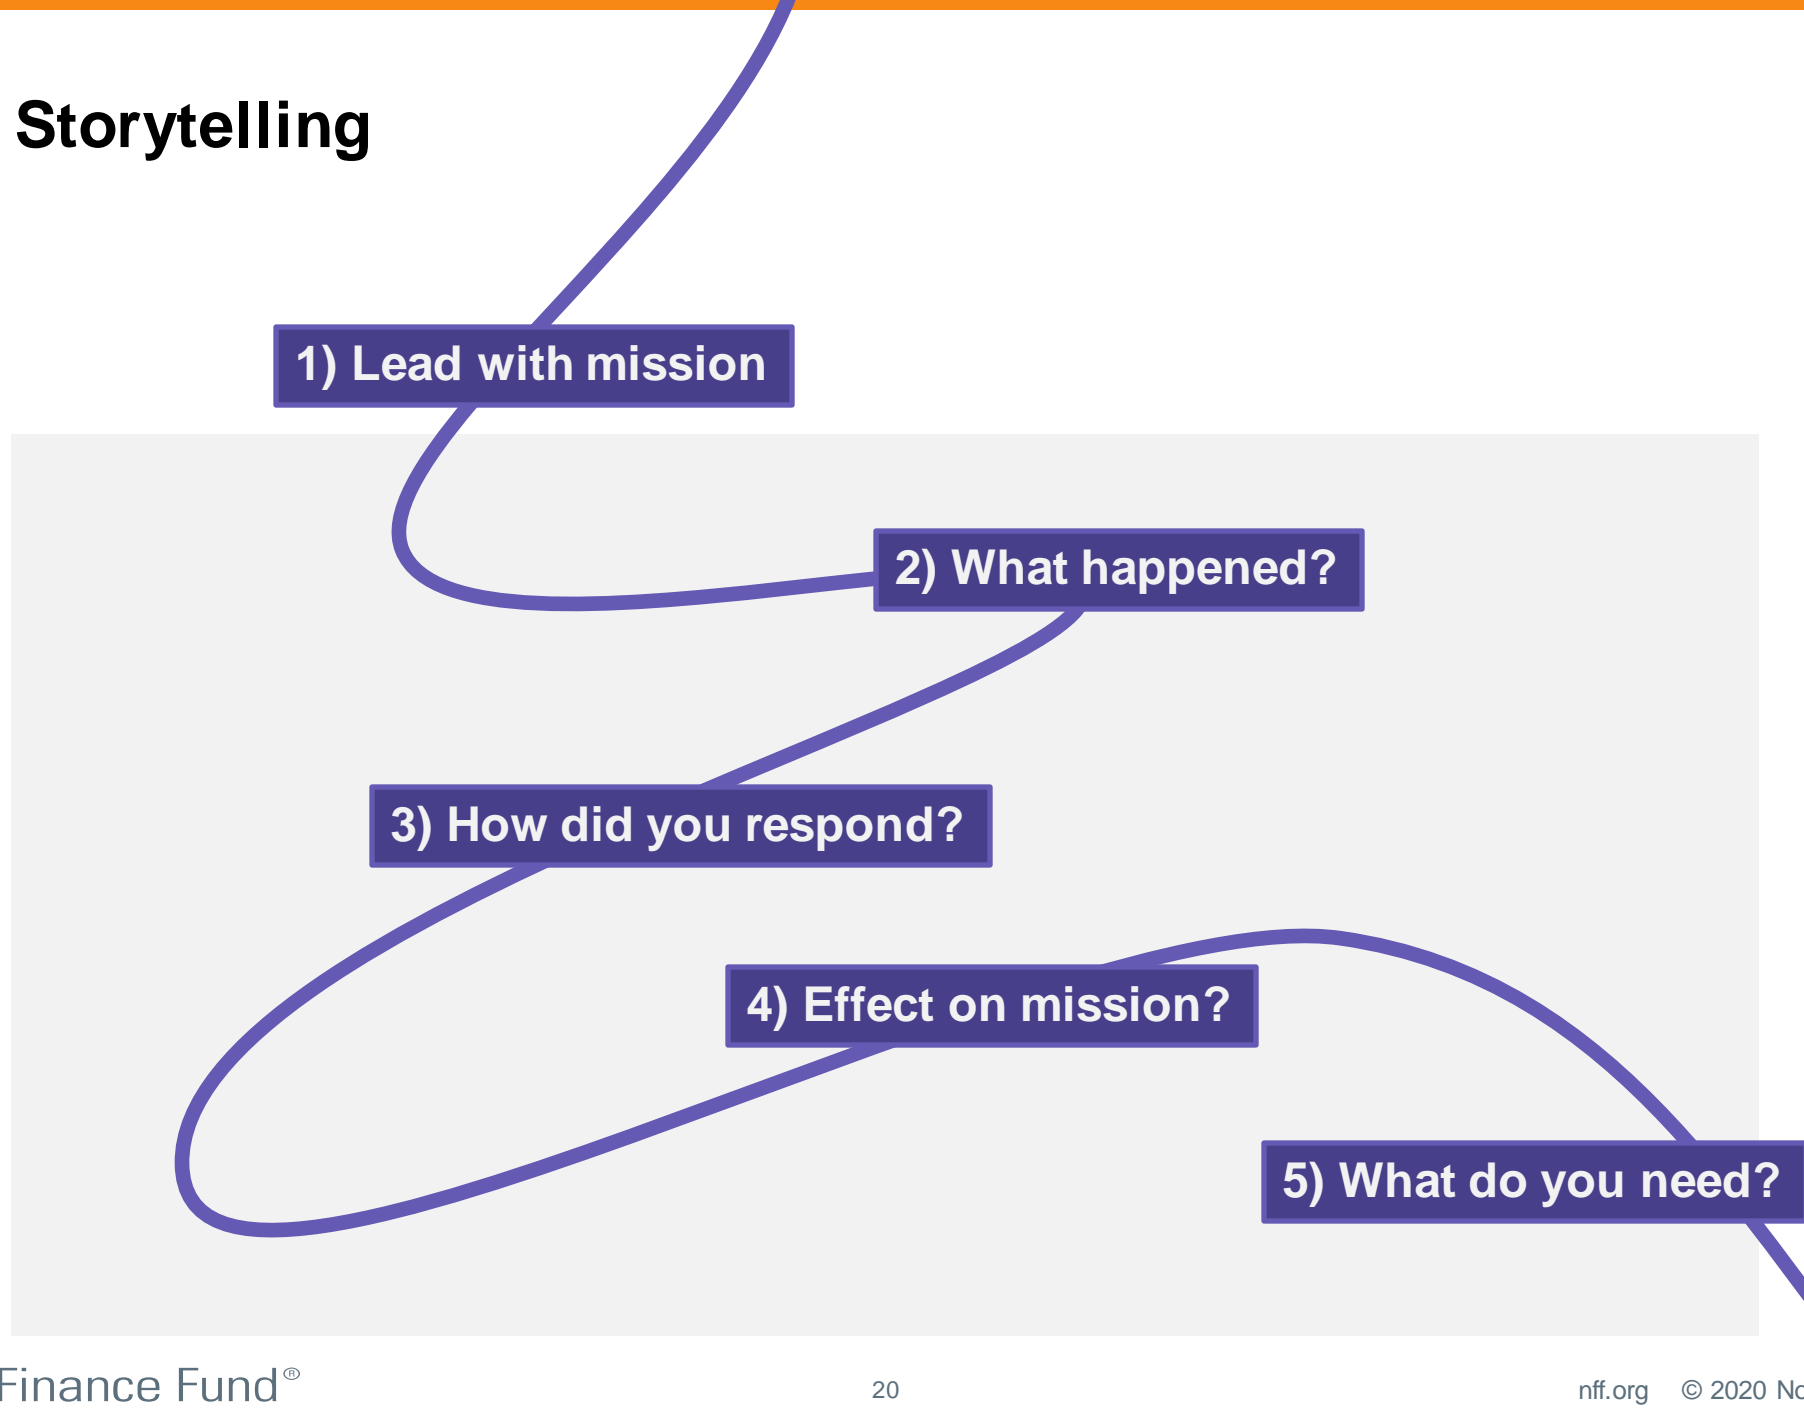 Storytelling
1) Lead with mission
2) What happened?
3) How did you respond?
4) Effect on mission?
5) What do you need?
Finance Fund®
20
nff.org © 2020 No